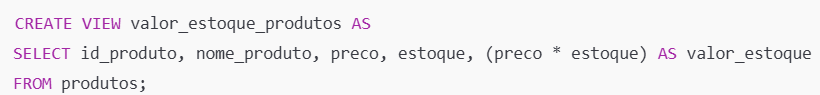 CREATE VIEW valor_estoque_produtos AS
SELECT id_produto, nome_produto, preco, estoque, (preco * estoque) AS valor_estoque
FROM produtos;